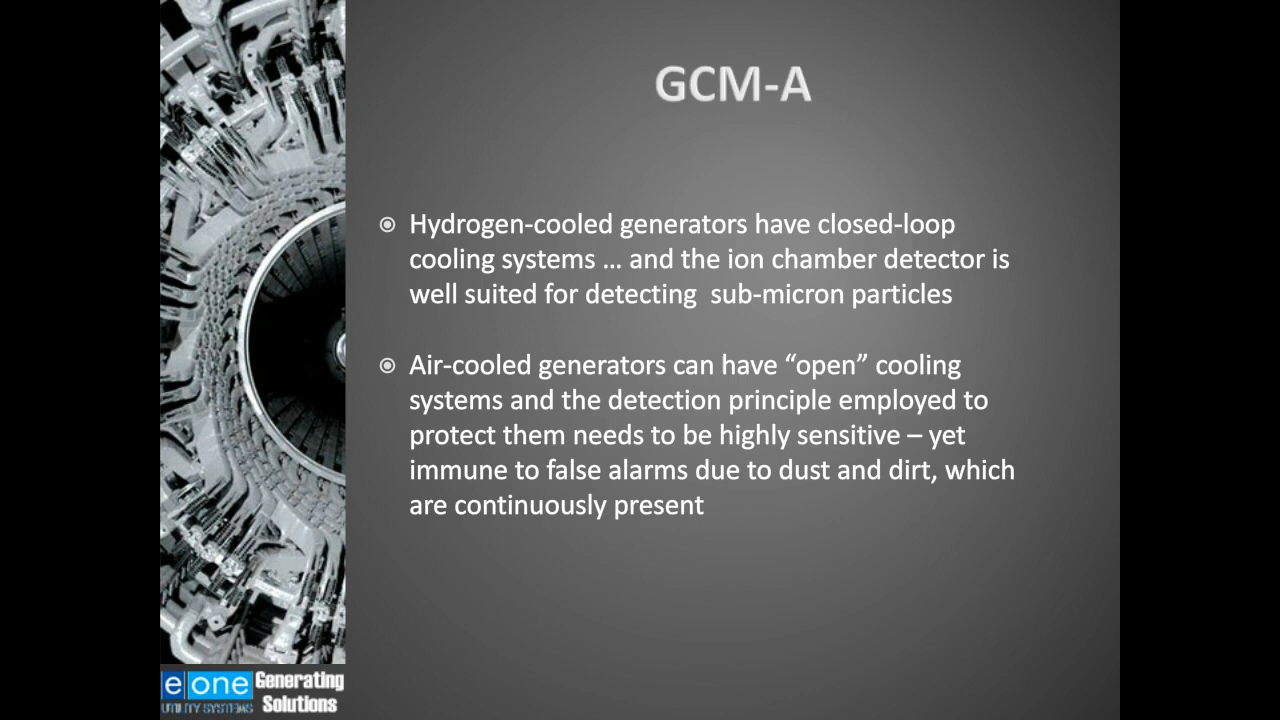 GCM-A
Hydrogen-cooled generators have closed-loop
cooling systems … and the ion chamber detector is
well suited for detecting  sub-micron particles
Air-cooled generators can have “open” cooling
systems and the detection principle employed to
protect them needs to be highly sensitive – yet
immune to false alarms due to dust and dirt, which
are continuously present
e one
UTILITY SYSTEMS
Generating
Solutions